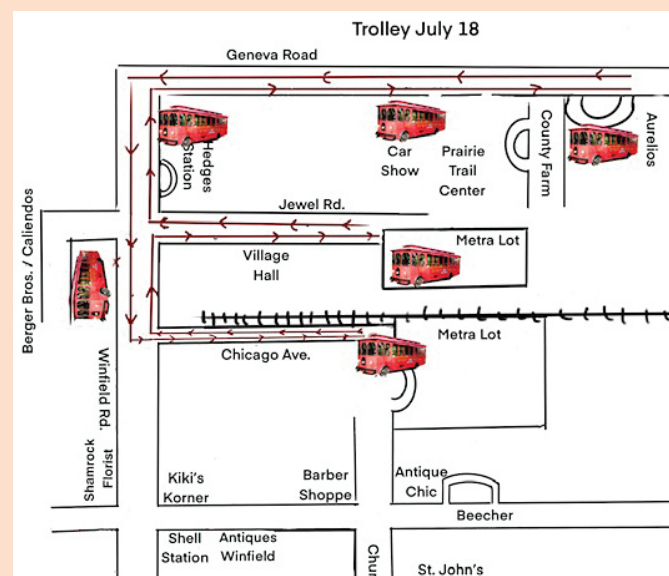 Trolley July 18
Geneva Road
Hedges
Station
Car
Show
Prairie
Trail
Center
County Farm
Aurelios
Jewel Rd.
Village
Hall
Metra Lot
Berger Bros. / Caliendos
Metra Lot
Chicago Ave.
Winfield Rd.
Shamrock
Florist
Kiki's
Korner
Barber
Shoppe
Antique
Chic
Beecher
Shell
Station
Antiques
Winfield
St. John's